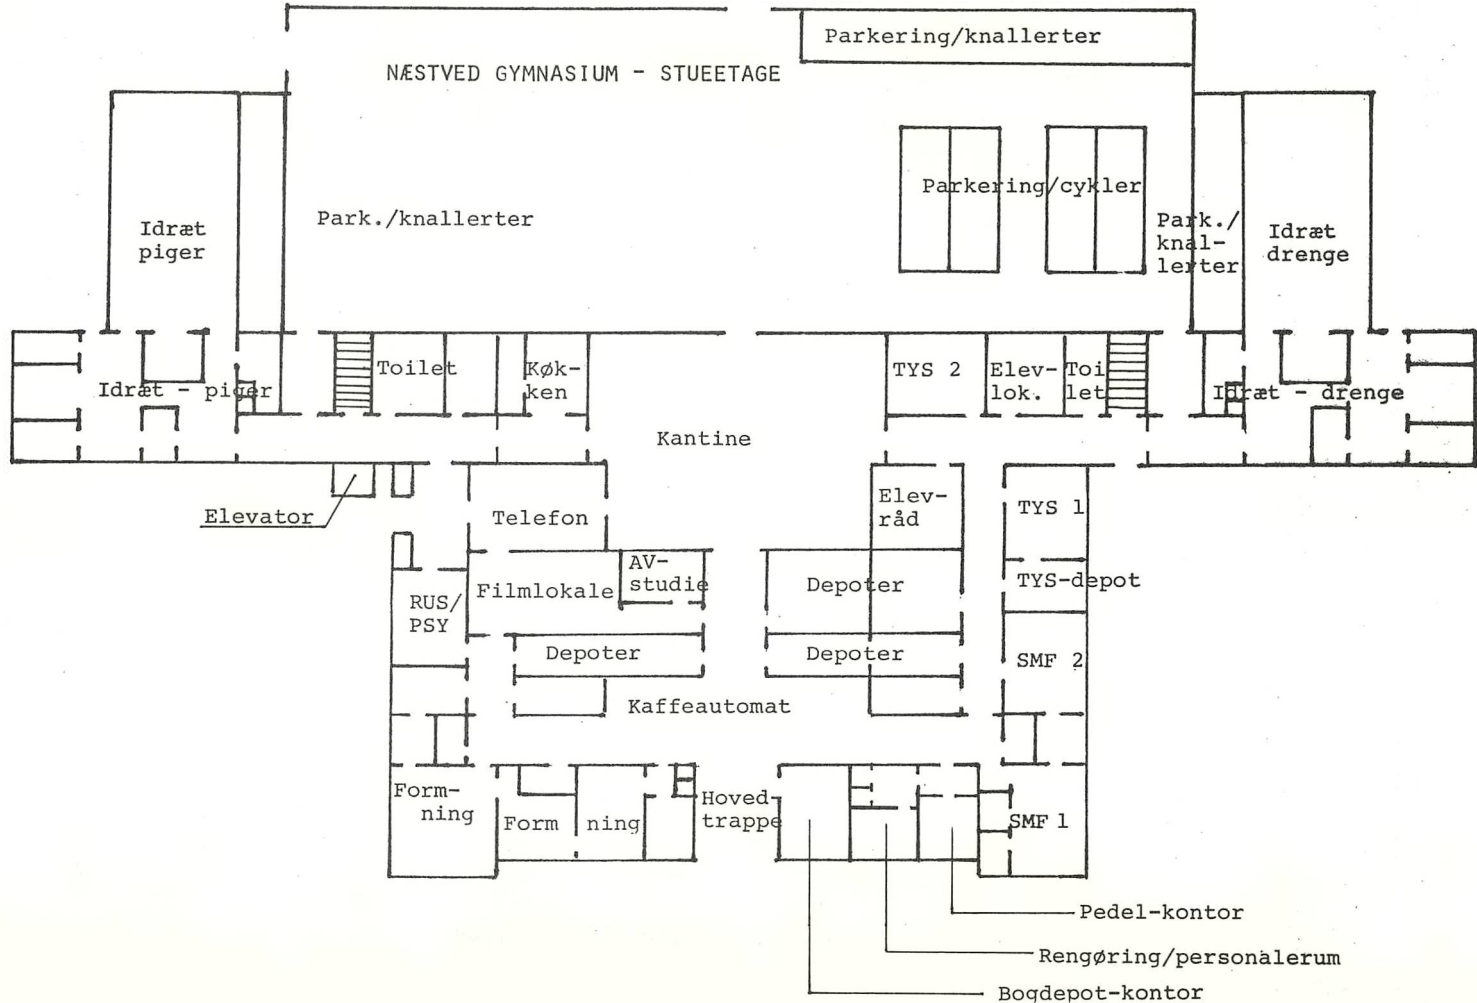 Parkering/knallerter
NÆSTVED GYMNASIUM - STUEETAGE
Parkering/cykler
Park./knallerter
Idræt
piger
Park./
knal-
lerter
Idræt
drenge
Toilet
Køk-
ken
TYS 2
Elev-
lok.
Toi
let
Idræt - piger
Idræt - drenge
Kantine
Elevator
Telefon
Elev-
råd
TYS 1
AV-
studie
Filmlokale
Depoter
TYS-depot
RUS/
PSY
Depoter
Depoter
SMF 2
Kaffeautomat
Form-
ning
Form ning
Hoved-
trappe
SMF 1
Pedel-kontor
Rengøring/personalerum
Bogdepot-kontor